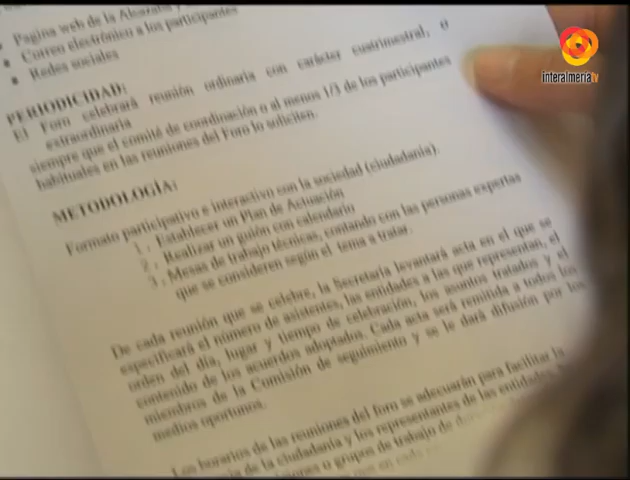 Pagina web de la Alcazaba y
Correo electrónico a los participantes
Redes sociales
interalmeriatv
PERIODICIDAD:
El Foro celebrará reunión ordinaria con carácter cuatrimestral, o
extraordinaria
siempre que el comité de coordinación o al menos 1/3 de los participantes
habituales en las reuniones del Foro lo soliciten.
METODOLOGÍA:
Formato participativo e interactivo con la sociedad (ciudadanía).
1. Establecer un Plan de Actuación
2. Realizar un guión con calendario
3. Mesas de trabajo técnicas, contando con las personas expertas
que se consideren según el tema a tratar.
De cada reunión que se celebre, la Secretaría levantará acta en el que se
especificará el número de asistentes, las entidades a las que representan, el
orden del día, lugar y tiempo de celebración, los asuntos tratados y el
contenido de los acuerdos adoptados. Cada acta será remitida a todos los
miembros de la Comisión de seguimiento y se le dará difusión por los
medios oportunos.
Los horarios de las reuniones del foro se adecuarán para facilitar la
de la ciudadanía y los representantes de las entidades
o grupos de trabajo de